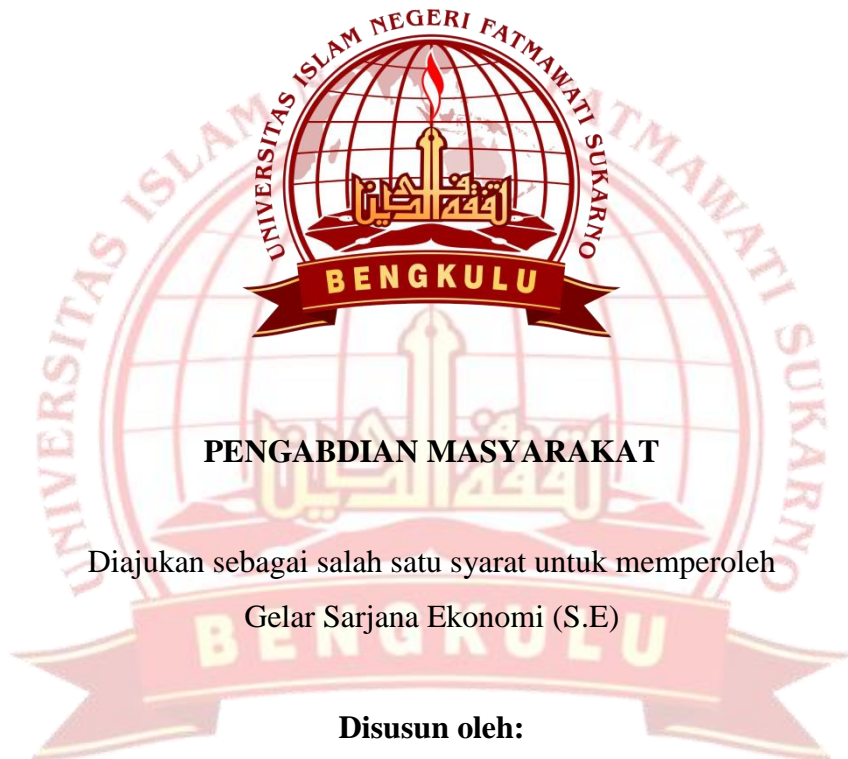 UNIVERSITAS ISLAM NEGERI FATMAWATI SUKARNO
BENGKULU
PENGABDIAN MASYARAKAT
Diajukan sebagai salah satu syarat untuk memperoleh
Gelar Sarjana Ekonomi (S.E)
BENGKULU
Disusun oleh: